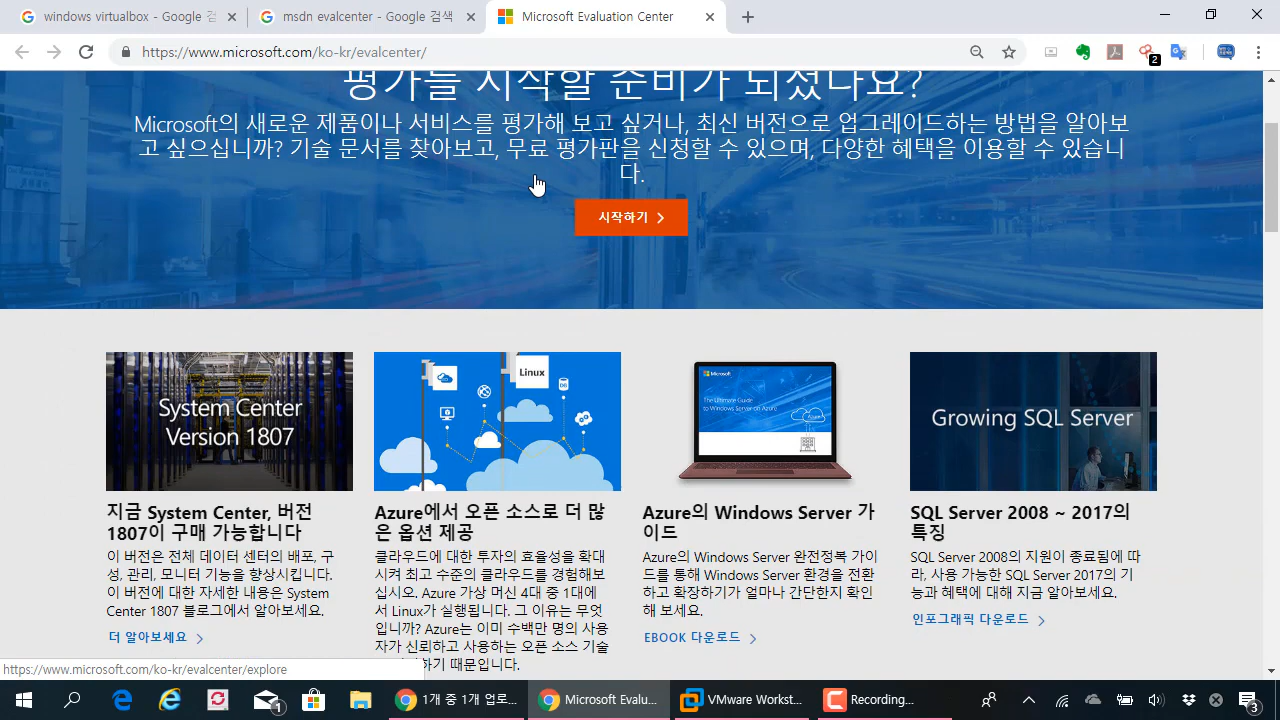 windows virtualbox - Google 검
msdn evalcenter - Google 검색
Microsoft Evaluation Center
https://www.microsoft.com/ko-kr/evalcenter/
2
평가를 시작할 준비가 되셨나요?
Microsoft의 새로운 제품이나 서비스를 평가해 보고 싶거나, 최신 버전으로 업그레이드하는 방법을 알아보
고 싶으십니까? 기술 문서를 찾아보고, 무료 평가판을 신청할 수 있으며, 다양한 혜택을 이용할 수 있습니
다.
시작하기
System Center
Version 1807
지금 System Center, 버전
1807이 구매 가능합니다
이 버전은 전체 데이터 센터의 배포, 구
성, 관리, 모니터 기능을 향상시킵니다.
이 버전에 대한 자세한 내용은 System
Center 1807 블로그에서 알아보세요.
더 알아보세요
Linux
Azure에서 오픈 소스로 더 많
은 옵션 제공
클라우드에 대한 투자의 효율성을 확대
시켜 최고 수준의 클라우드를 경험해보
십시오. Azure 가상 머신 4대 중 1대에
서 Linux가 실행됩니다. 그 이유는 무엇
입니까? Azure는 이미 수백만 명의 사용
자가 신뢰하고 사용하는 오픈 소스 기술
하기 때문입니다.
Microsoft
The Ultimate Guide
to Windows Server on Azure
Azure의 Windows Server 가
이드
Azure의 Windows Server 완전정복 가이
드를 통해 Windows Server 환경을 전환
하고 확장하기가 얼마나 간단한지 확인
해 보세요.
EBOOK 다운로드
Growing SQL Server
SQL Server 2008 ~ 2017의
특징
SQL Server 2008의 지원이 종료됨에 따
라, 사용 가능한 SQL Server 2017의 기
능과 혜택에 대해 지금 알아보세요.
인포그래픽 다운로드
https://www.microsoft.com/ko-kr/evalcenter/explore
1
1개 중 1개 업로...
Microsoft Evalu...
VMware Workst...
Recording...
3